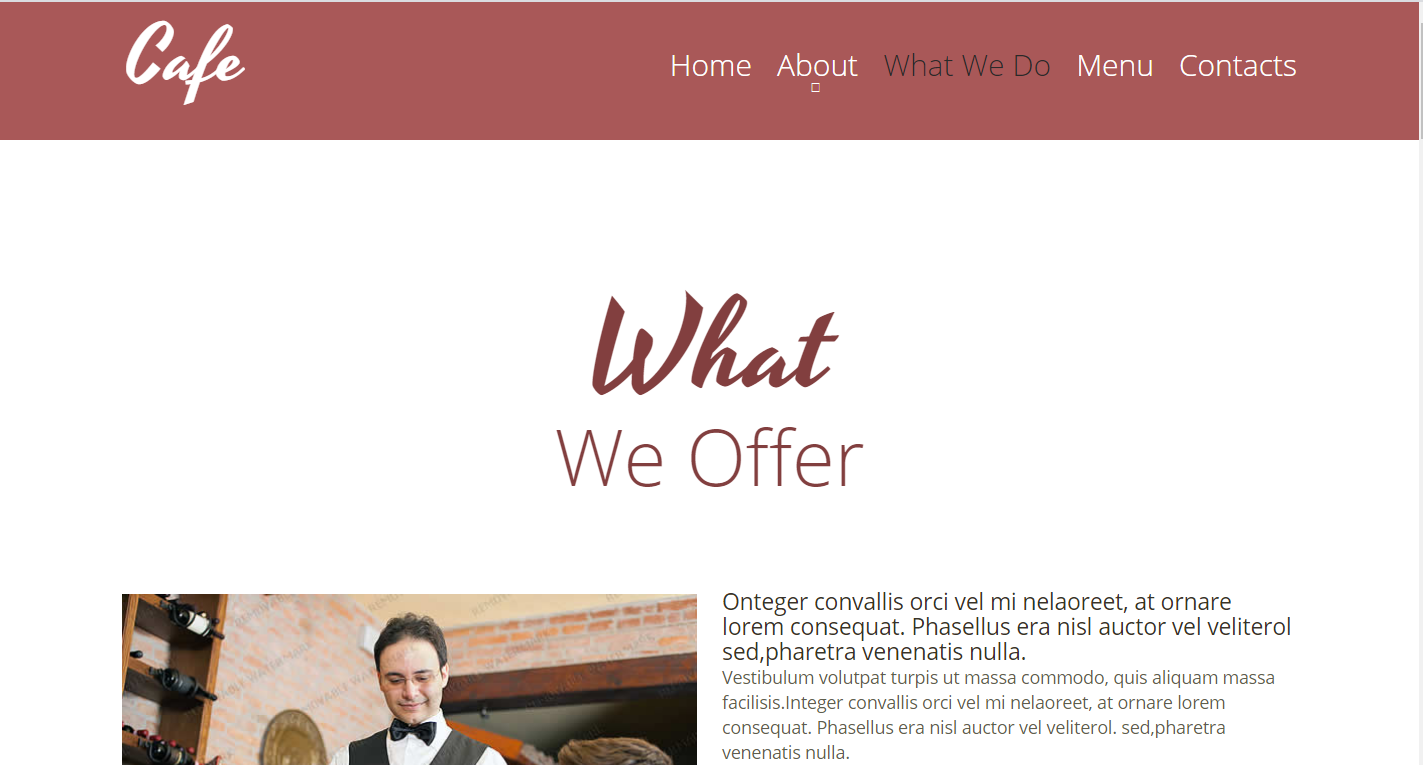 Cafe
Home About What We Do Menu Contacts
What
We Offer
Onteger convallis orci vel mi nelaoreet, at ornare
lorem consequat. Phasellus era nisl auctor vel veliterol
sed,pharetra venenatis nulla.
Vestibulum volutpat turpis ut massa commodo, quis aliquam massa
facilisis.Integer convallis orci vel mi nelaoreet, at ornare lorem
consequat. Phasellus era nisl auctor vel veliterol. sed,pharetra
venenatis nulla.
REMOVABLE WATERMARK